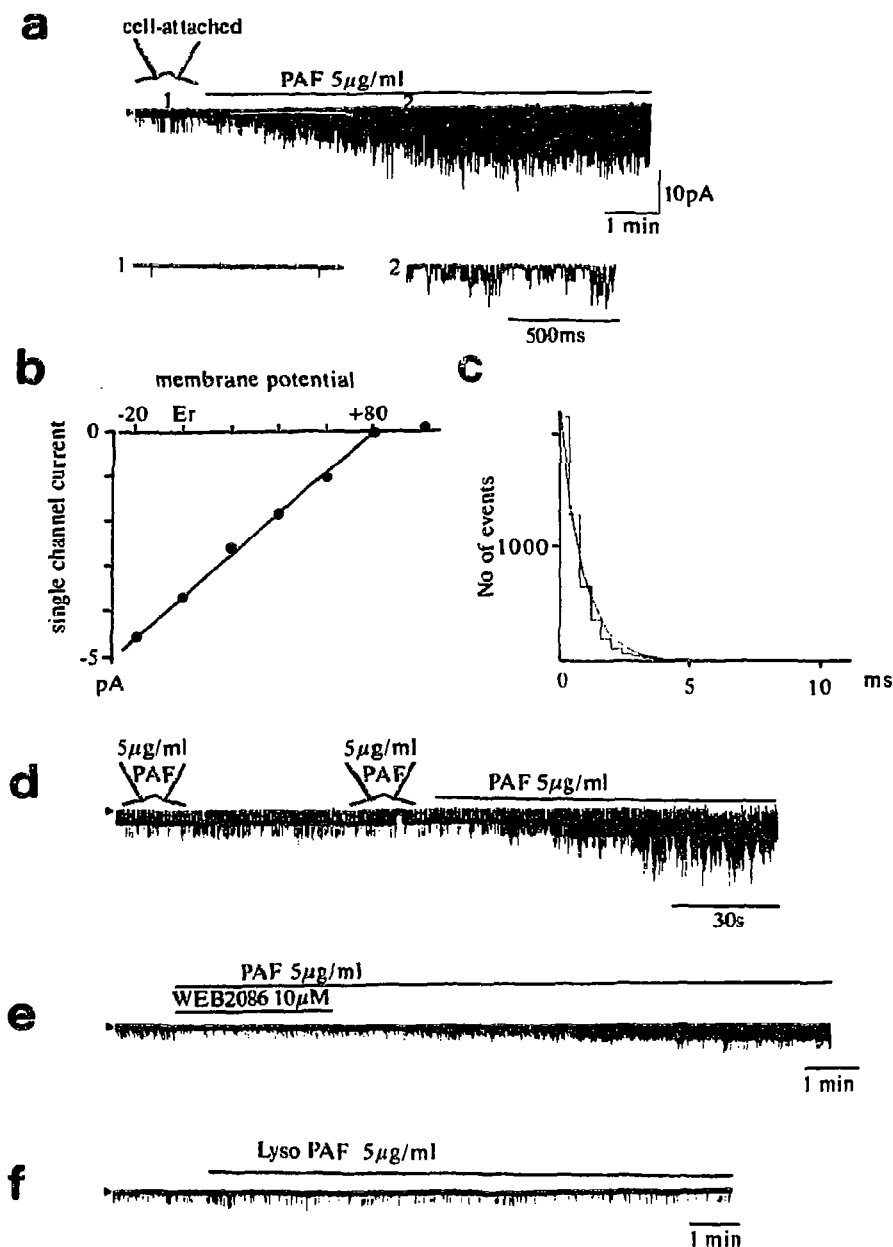 a
cell-attached
PAF 5µg/ml
1
2
10pA
1 min
1
2
500ms
b
membrane potential
-20 Er +80
0
single channel current
-5
pA
c
No of events
1000
0 5 10 ms
d
5µg/ml
PAF
5µg/ml
PAF
PAF 5µg/ml
30s
e
PAF 5µg/ml
WEB2086 10µM
1 min
f
Lyso PAF 5µg/ml
1 min